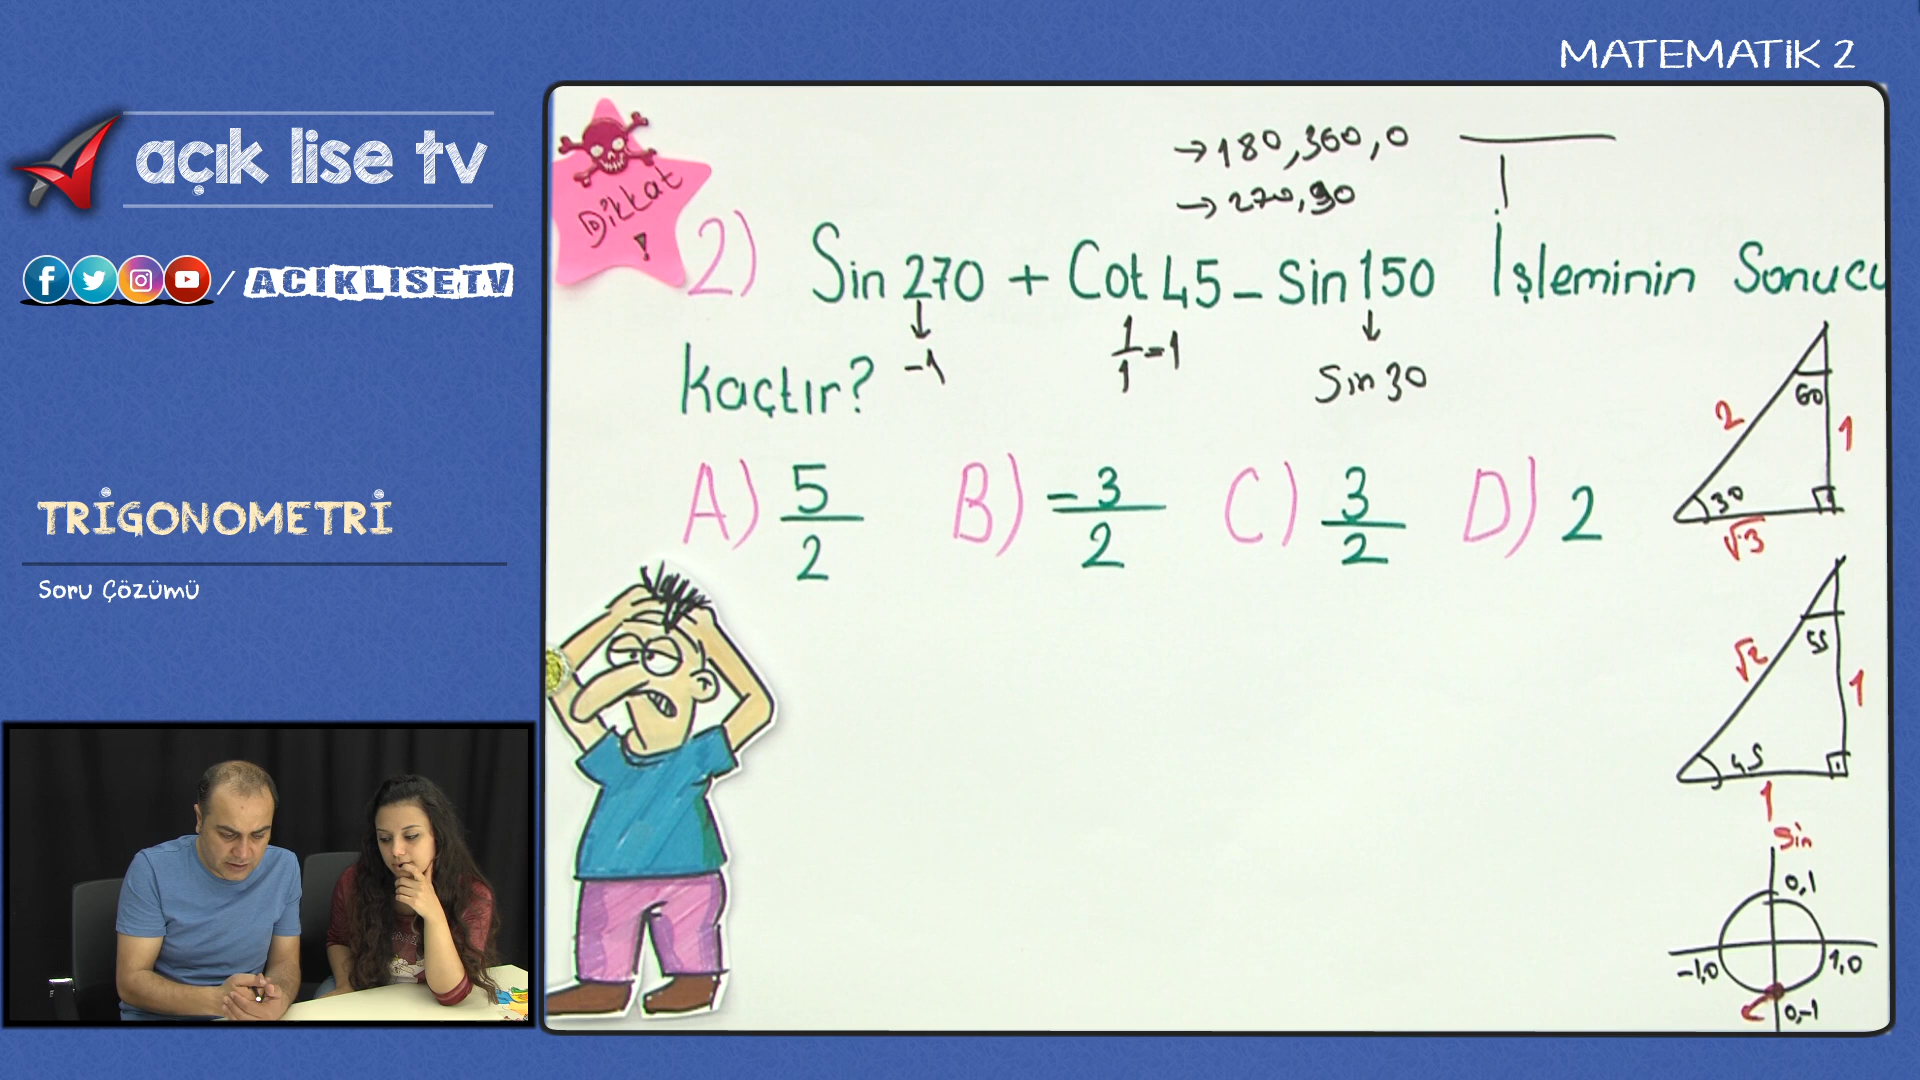 MATEMATİK 2
açık lise tv
/ ACIKLISETV
TRİGONOMETRİ
Soru Çözümü
Dikkat
!
→180,360,0
→270,90
2) Sin 270 + Cot 45 - Sin 150 İşleminin Sonucu
↓ -1
1/1 = 1
↓ Sin 30
kaçtır?
A) 5/2 B) -3/2 C) 3/2 D) 2
60
2
1
30
√3
√2
1
45
1
Sin
0,1
-1,0
1,0
0,-1